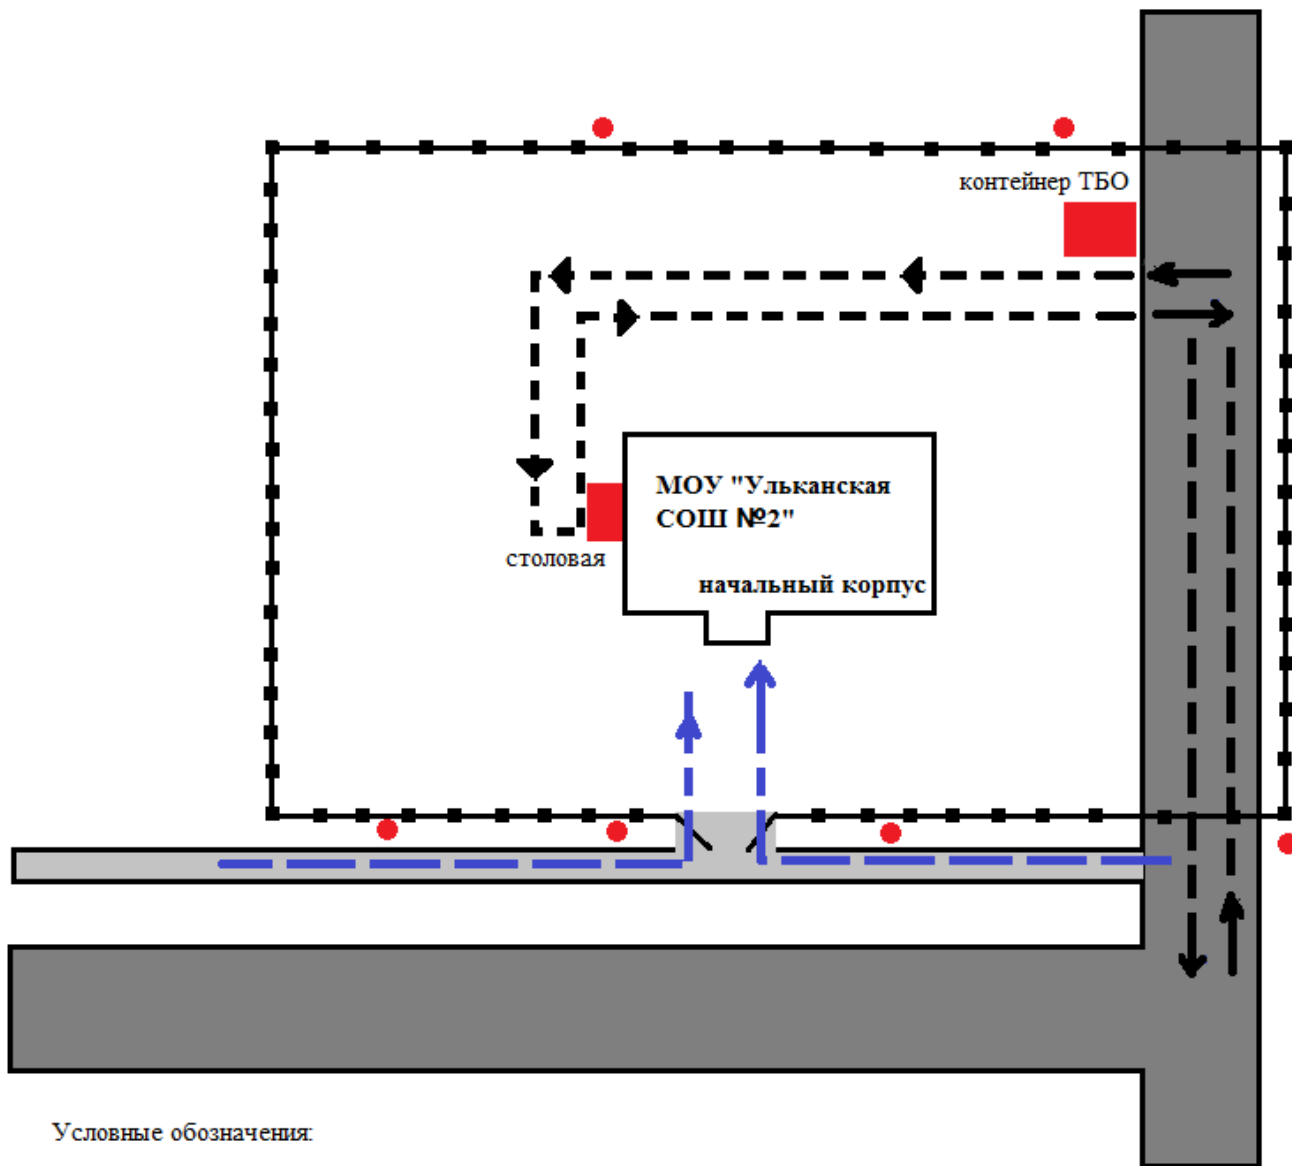 контейнер ТБО
МОУ "Ульканская
СОШ №2"
столовая
начальный корпус
Условные обозначения: